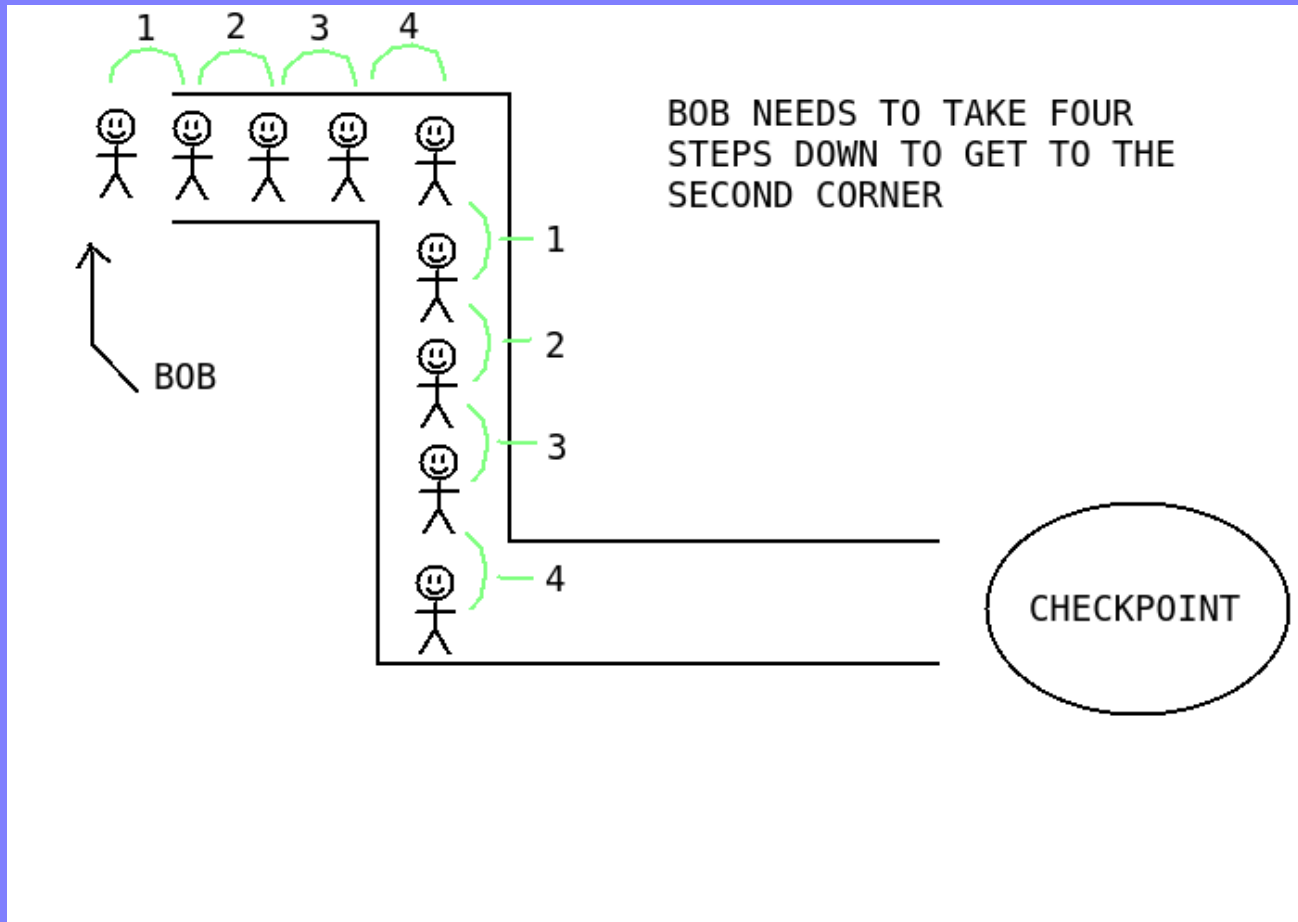 1 2 3 4
BOB NEEDS TO TAKE FOUR
STEPS DOWN TO GET TO THE
SECOND CORNER
1
2
BOB
3
4
CHECKPOINT